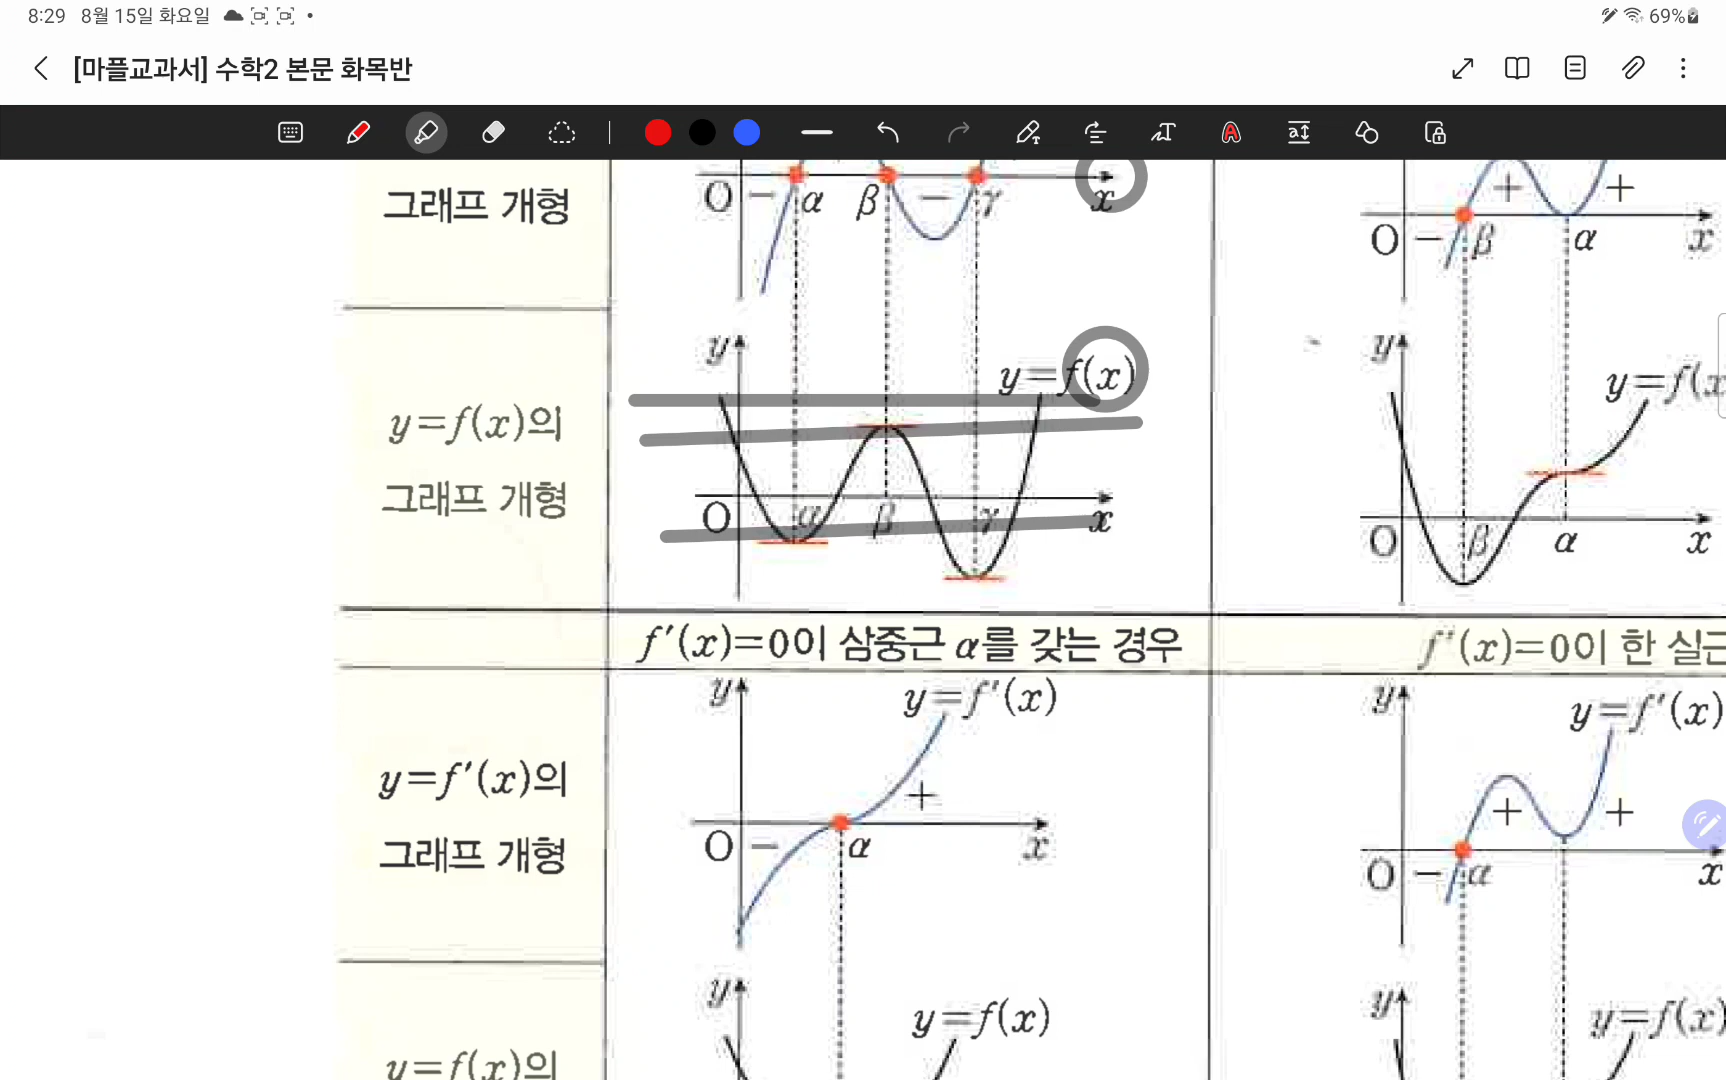 8:29 8월 15일 화요일
69%
[마플교과서] 수학2 본문 화목반
그래프 개형
O − α β − γ x
O − β + α + x
y=f(x)의
그래프 개형
y y=f(x)
O α β γ x
y y=f(x
O β α x
f′(x)=0이 삼중근 α를 갖는 경우
f′(x)=0이 한 실근
y=f′(x)의
그래프 개형
y y=f′(x)
+
O − α x
y y=f′(x)
+ +
O − α x
y=f(x)의
y y=f(x)
y y=f(x)